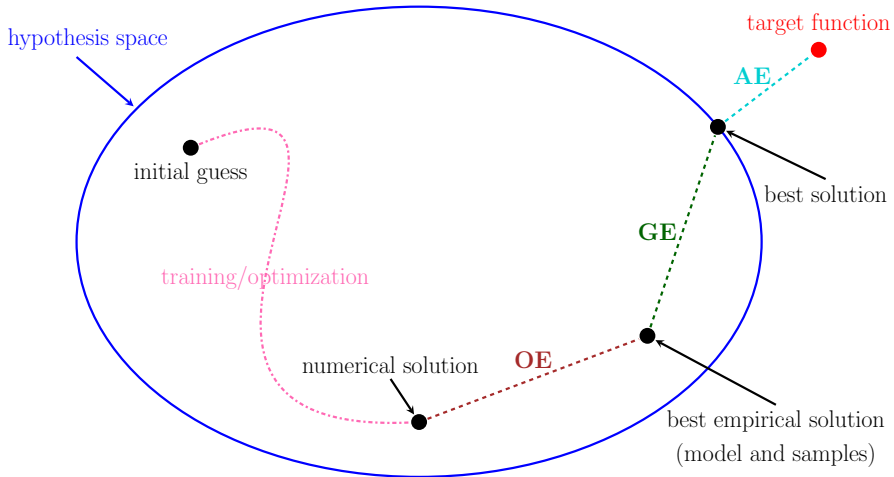 target function
hypothesis space
AE
initial guess
best solution
GE
training/optimization
numerical solution
OE
best empirical solution
(model and samples)